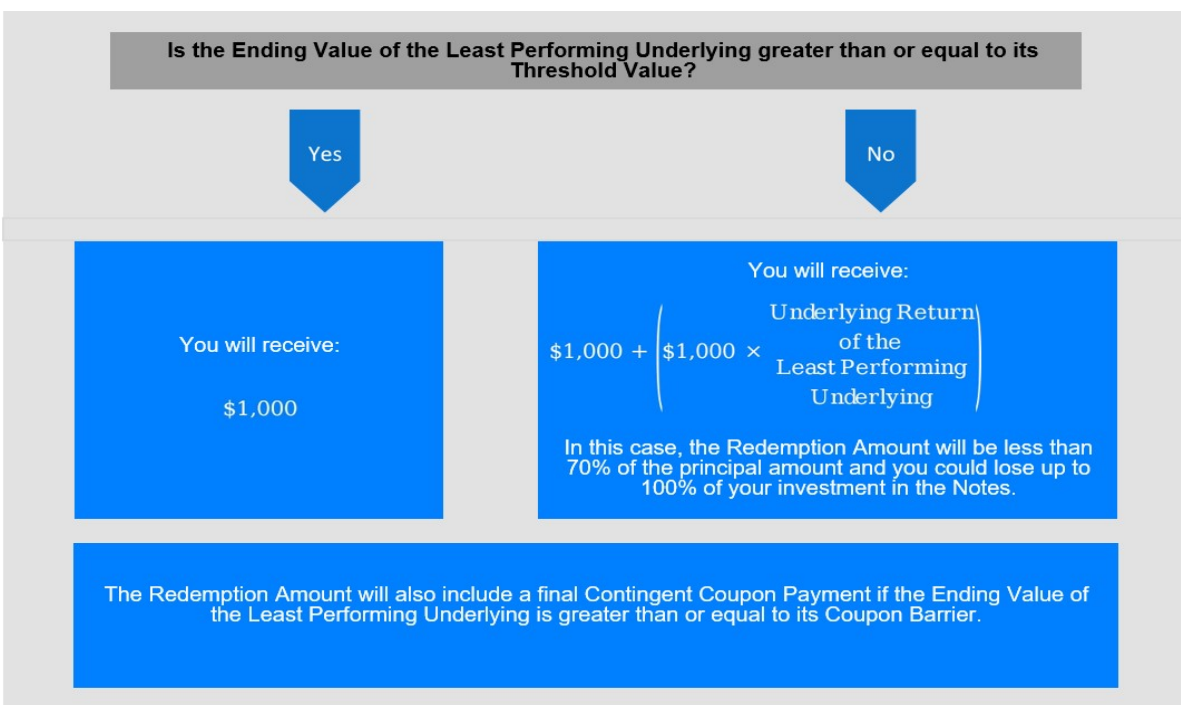 Is the Ending Value of the Least Performing Underlying greater than or equal to its
Threshold Value?
Yes
No
You will receive:
$1,000
You will receive:
$1,000 + ($1,000 × Underlying Return
of the
Least Performing
Underlying)
In this case, the Redemption Amount will be less than
70% of the principal amount and you could lose up to
100% of your investment in the Notes.
The Redemption Amount will also include a final Contingent Coupon Payment if the Ending Value of
the Least Performing Underlying is greater than or equal to its Coupon Barrier.